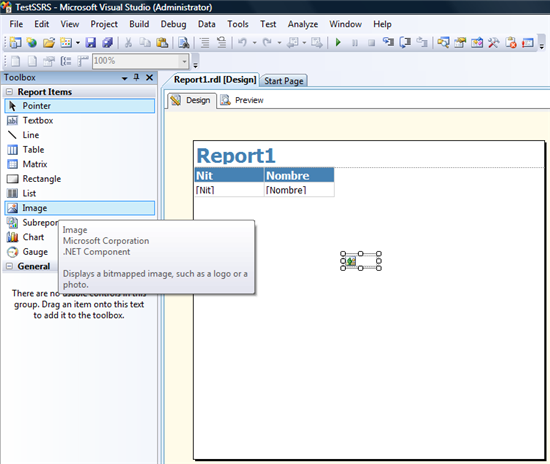 TestSSRS - Microsoft Visual Studio (Administrator)
File Edit View Project Build Debug Data Tools Test Analyze Window Help
100%
Toolbox
Report1.rdl [Design] Start Page
Report Items
Design Preview
Pointer
Textbox
Line
Table
Matrix
Rectangle
List
Image
Subrepor
Chart
Gauge
General
There are no usable controls in this
group. Drag an item onto this text
to add it to the toolbox.
Image
Microsoft Corporation
.NET Component
Displays a bitmapped image, such as a logo or a
photo.
Report1
Nit Nombre
[Nit] [Nombre]